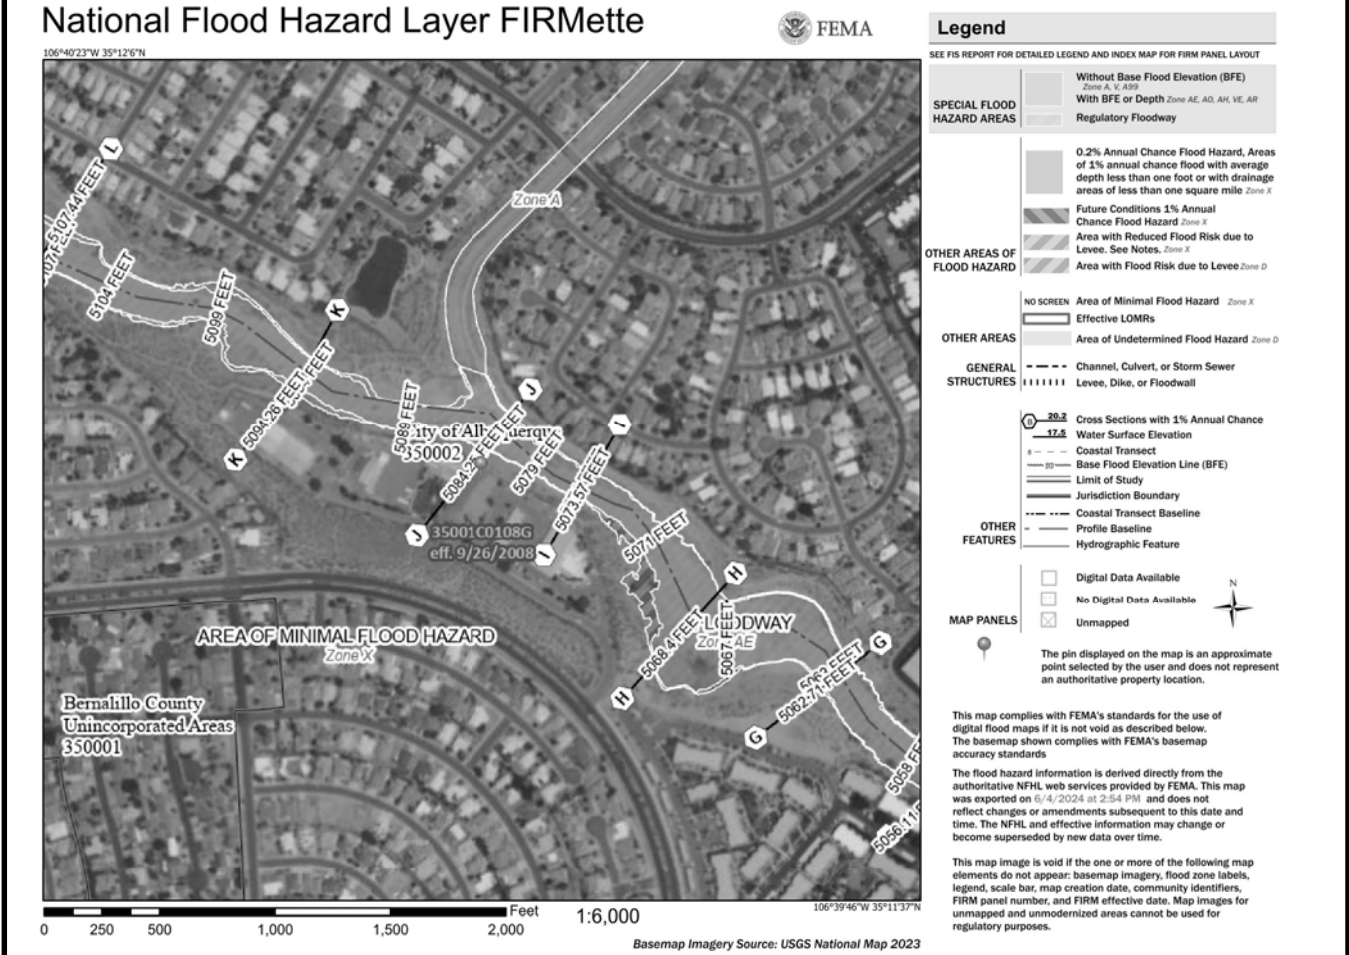 National Flood Hazard Layer FIRMette
FEMA
106°40'23"W 35°12'6"N
L
5107.44 FEET
5104 FEET
5099 FEET
Zone A
K
5094.26 FEET
K
5089 FEET
City of Albuquerque
350002
J
5084.2 FEET
J
5079 FEET
I
5073.57 FEET
I
35001C0108G
eff. 9/26/2008
5071 FEET
H
5068.4 FEET
H
5067 FEET
FLOODWAY
Zone AE
G
5062 FEET
5062.71 FEET
G
5058 FE
5056.11
AREA OF MINIMAL FLOOD HAZARD
Zone X
Bernalillo County
Unincorporated Areas
350001
106°39'46"W 35°11'37"N
Feet
1:6,000
0 250 500 1,000 1,500 2,000
Basemap Imagery Source: USGS National Map 2023
Legend
SEE FIS REPORT FOR DETAILED LEGEND AND INDEX MAP FOR FIRM PANEL LAYOUT
SPECIAL FLOOD
HAZARD AREAS
Without Base Flood Elevation (BFE)
Zone A, V, A99
With BFE or Depth Zone AE, AO, AH, VE, AR
Regulatory Floodway
OTHER AREAS OF
FLOOD HAZARD
0.2% Annual Chance Flood Hazard, Areas
of 1% annual chance flood with average
depth less than one foot or with drainage
areas of less than one square mile Zone X
Future Conditions 1% Annual
Chance Flood Hazard Zone X
Area with Reduced Flood Risk due to
Levee. See Notes. Zone X
Area with Flood Risk due to Levee Zone D
OTHER AREAS
NO SCREEN Area of Minimal Flood Hazard Zone X
Effective LOMRs
Area of Undetermined Flood Hazard Zone D
GENERAL
STRUCTURES
Channel, Culvert, or Storm Sewer
Levee, Dike, or Floodwall
OTHER
FEATURES
B 20.2 Cross Sections with 1% Annual Chance
17.5 Water Surface Elevation
8 Coastal Transect
513 Base Flood Elevation Line (BFE)
Limit of Study
Jurisdiction Boundary
Coastal Transect Baseline
Profile Baseline
Hydrographic Feature
MAP PANELS
Digital Data Available
No Digital Data Available
Unmapped
N
The pin displayed on the map is an approximate
point selected by the user and does not represent
an authoritative property location.
This map complies with FEMA's standards for the use of
digital flood maps if it is not void as described below.
The basemap shown complies with FEMA's basemap
accuracy standards
The flood hazard information is derived directly from the
authoritative NFHL web services provided by FEMA. This map
was exported on 6/4/2024 at 2:54 PM and does not
reflect changes or amendments subsequent to this date and
time. The NFHL and effective information may change or
become superseded by new data over time.
This map image is void if the one or more of the following map
elements do not appear: basemap imagery, flood zone labels,
legend, scale bar, map creation date, community identifiers,
FIRM panel number, and FIRM effective date. Map images for
unmapped and unmodernized areas cannot be used for
regulatory purposes.